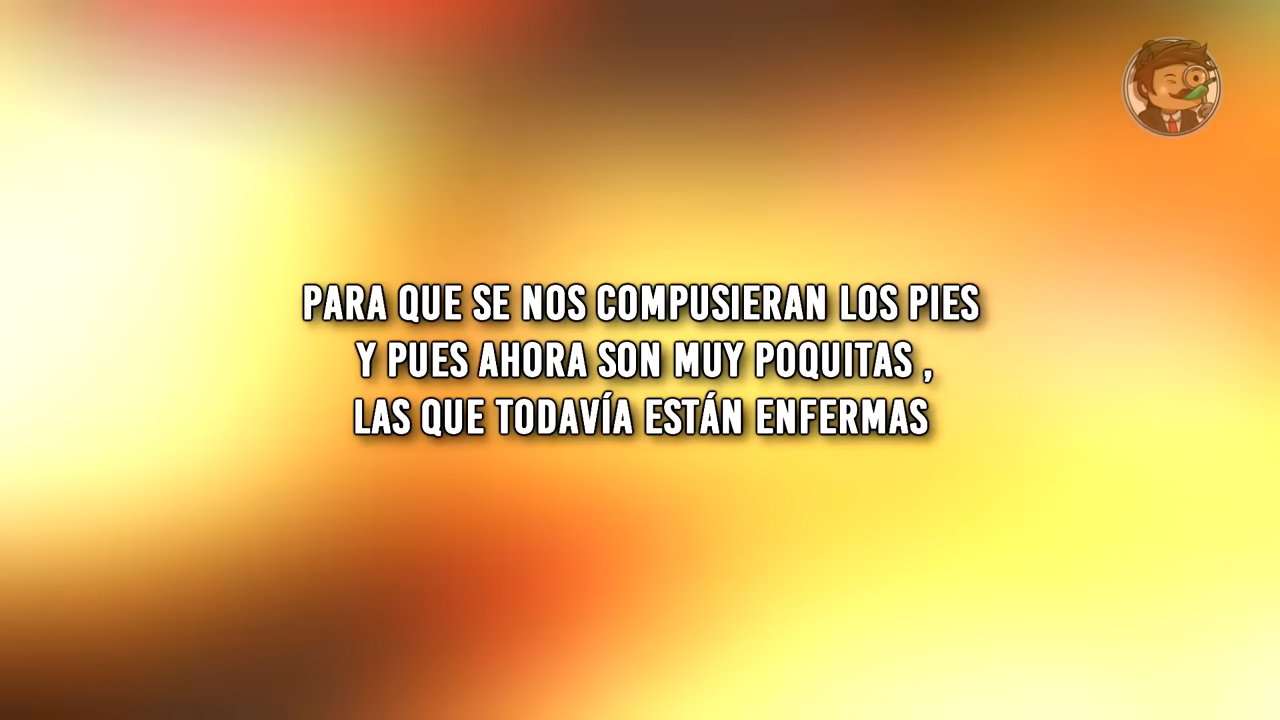 PARA QUE SE NOS COMPUSIERAN LOS PIES
Y PUES AHORA SON MUY POQUITAS ,
LAS QUE TODAVÍA ESTÁN ENFERMAS